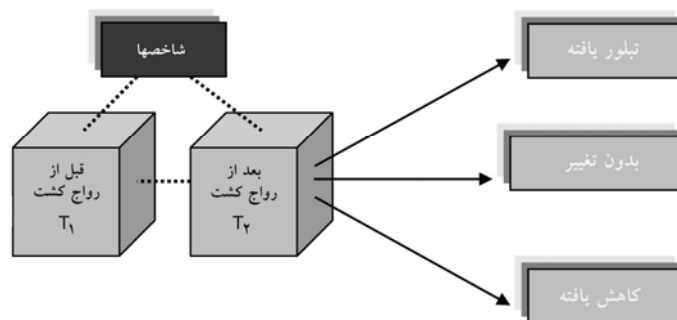 شاخصها
تبلور یافته
قبل از
رواج کشت
T۱
بعد از
رواج کشت
T۲
بدون تغییر
کاهش یافته